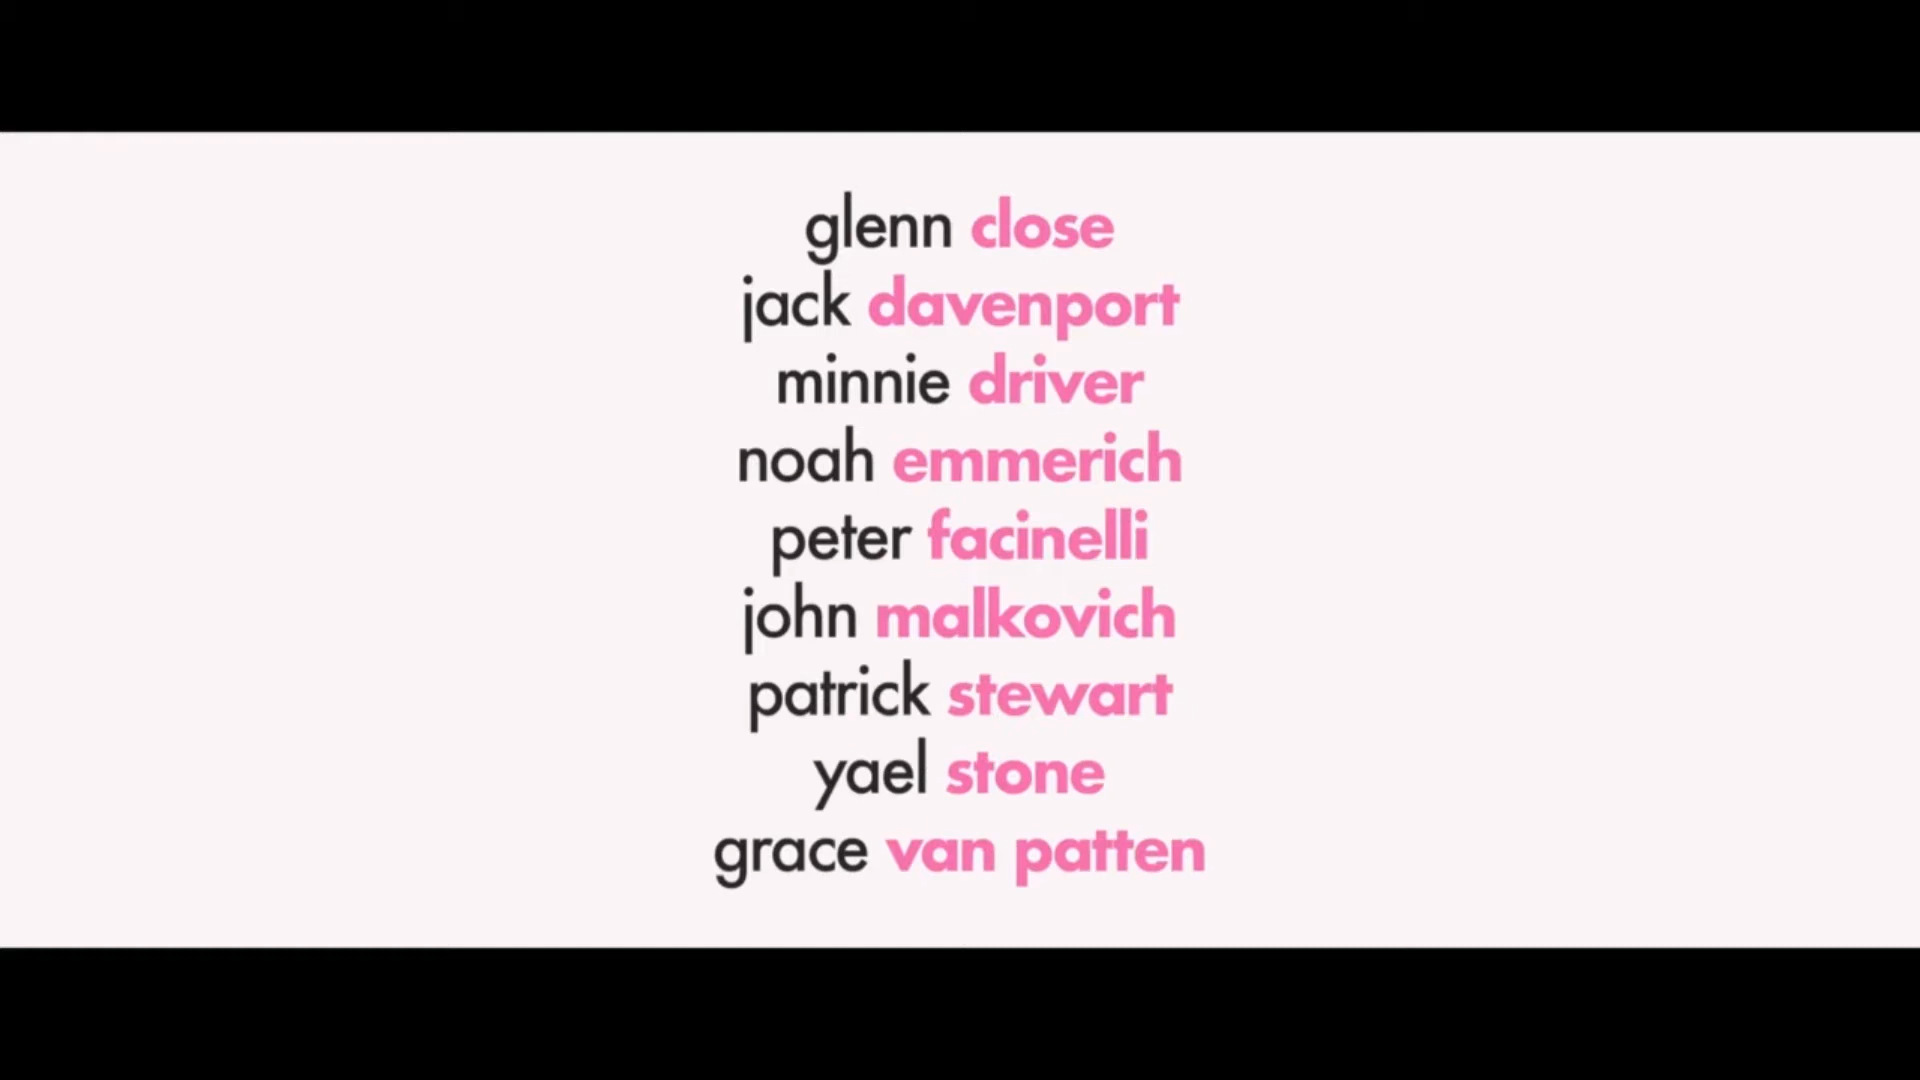 glenn close
jack davenport
minnie driver
noah emmerich
peter facinelli
john malkovich
patrick stewart
yael stone
grace van patten